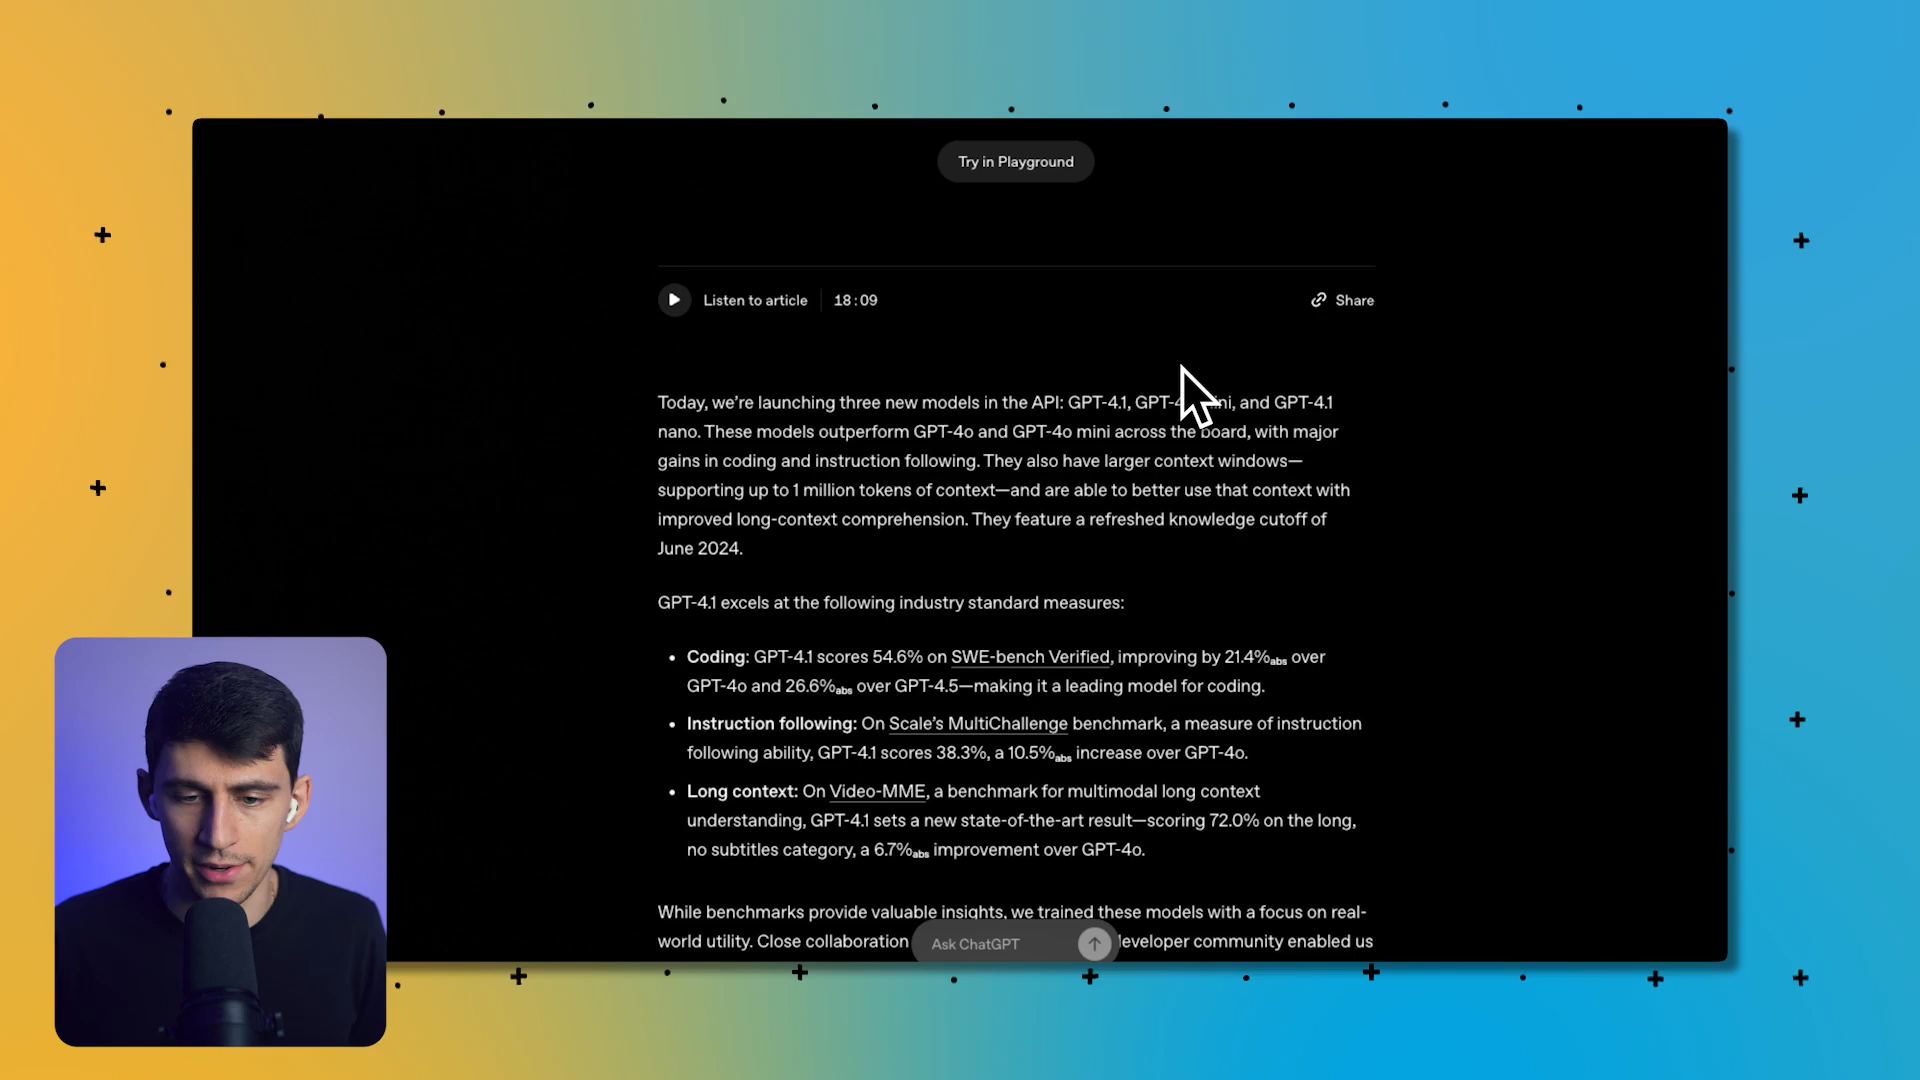 Try in Playground
Listen to article 18:09 Share
Today, we're launching three new models in the API: GPT-4.1, GPT-4 ni, and GPT-4.1
nano. These models outperform GPT-4o and GPT-4o mini across the board, with major
gains in coding and instruction following. They also have larger context windows—
supporting up to 1 million tokens of context—and are able to better use that context with
improved long-context comprehension. They feature a refreshed knowledge cutoff of
June 2024.
GPT-4.1 excels at the following industry standard measures:
• Coding: GPT-4.1 scores 54.6% on SWE-bench Verified, improving by 21.4%abs over
GPT-4o and 26.6%abs over GPT-4.5—making it a leading model for coding.
• Instruction following: On Scale's MultiChallenge benchmark, a measure of instruction
following ability, GPT-4.1 scores 38.3%, a 10.5%abs increase over GPT-4o.
• Long context: On Video-MME, a benchmark for multimodal long context
understanding, GPT-4.1 sets a new state-of-the-art result—scoring 72.0% on the long,
no subtitles category, a 6.7%abs improvement over GPT-4o.
While benchmarks provide valuable insights, we trained these models with a focus on real-
world utility. Close collaboration developer community enabled us
Ask ChatGPT